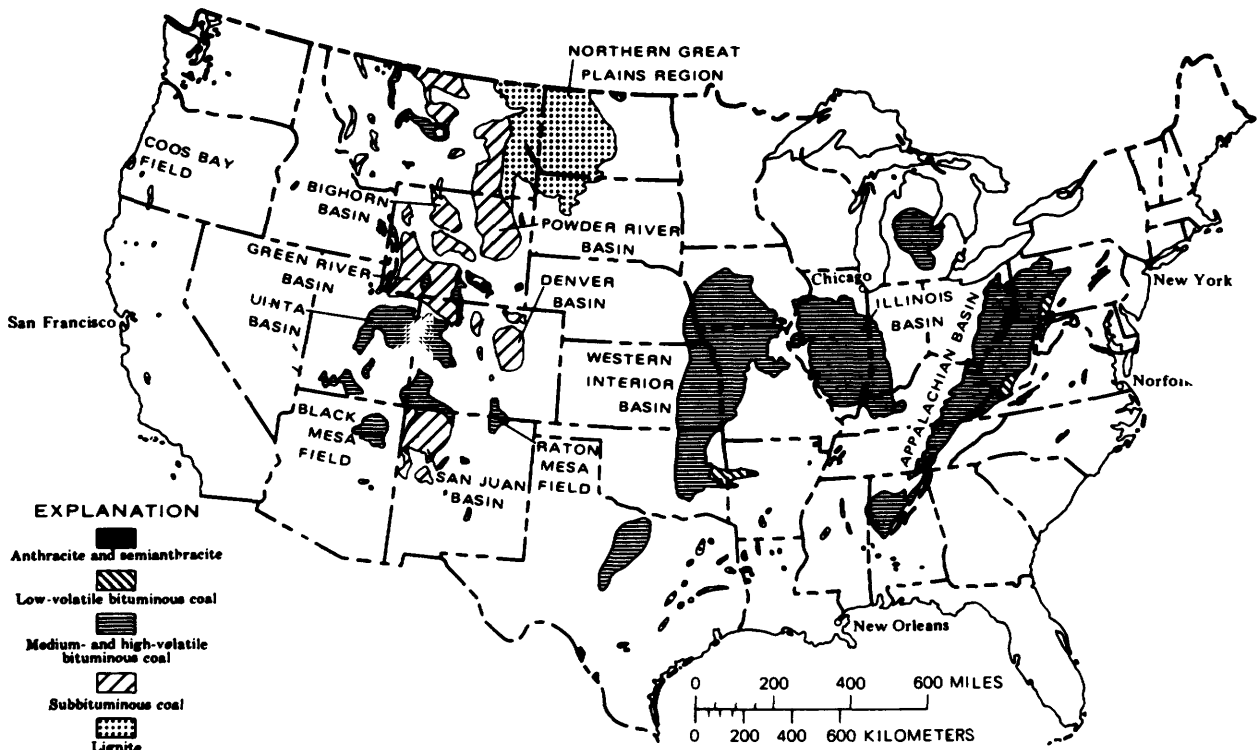 NORTHERN GREAT
PLAINS REGION
COOS BAY
FIELD
BIGHORN
BASIN
POWDER RIVER
BASIN
GREEN RIVER
BASIN
DENVER
BASIN
UINTA
BASIN
Chicago
ILLINOIS
BASIN
New York
San Francisco
APPALACHIAN BASIN
WESTERN
INTERIOR
BASIN
Norfolk
BLACK
MESA
FIELD
RATON
MESA
FIELD
SAN JUAN
BASIN
EXPLANATION
Anthracite and semianthracite
Low-volatile bituminous coal
Medium- and high-volatile
bituminous coal
Subbituminous coal
Lignite
New Orleans
0 200 400 600 MILES
0 200 400 600 KILOMETERS